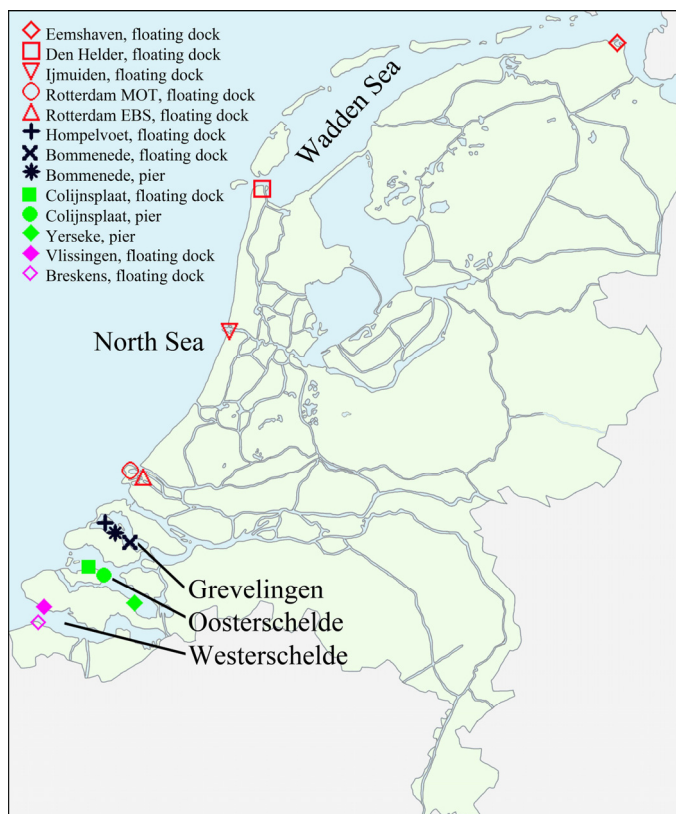 Eemshaven, floating dock
Den Helder, floating dock
Ijmuiden, floating dock
Rotterdam MOT, floating dock
Rotterdam EBS, floating dock
Hompelvoet, floating dock
Bommenede, floating dock
Bommenede, pier
Colijnsplaat, floating dock
Colijnsplaat, pier
Yerseke, pier
Vlissingen, floating dock
Breskens, floating dock
Wadden Sea
North Sea
Grevelingen
Oosterschelde
Westerschelde